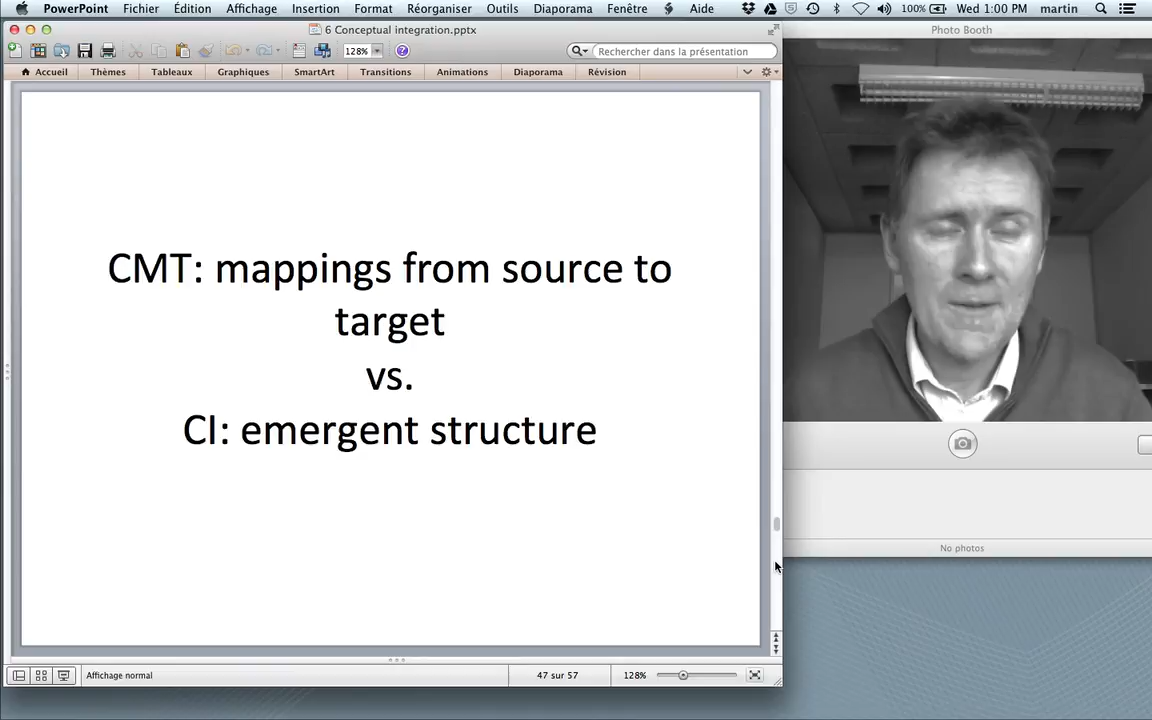 PowerPoint Fichier Édition Affichage Insertion Format Réorganiser Outils Diaporama Fenêtre Aide 100% Wed 1:00 PM martin
6 Conceptual integration.pptx
Photo Booth
128% Rechercher dans la présentation
Accueil Thèmes Tableaux Graphiques SmartArt Transitions Animations Diaporama Révision
CMT: mappings from source to
target
vs.
CI: emergent structure
No photos
Affichage normal 47 sur 57 128%